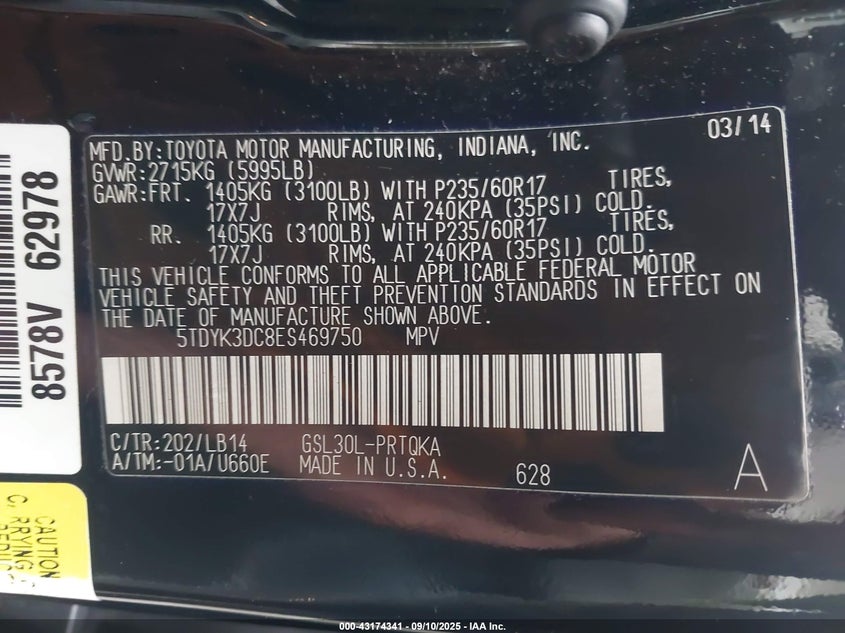 MFD.BY:TOYOTA MOTOR MANUFACTURING, INDIANA, INC. 03/14
GVWR:2715KG (5995LB)
GAWR:FRT. 1405KG (3100LB) WITH P235/60R17 TIRES,
17X7J RIMS, AT 240KPA (35PSI) COLD.
RR. 1405KG (3100LB) WITH P235/60R17 TIRES,
17X7J RIMS, AT 240KPA (35PSI) COLD.
THIS VEHICLE CONFORMS TO ALL APPLICABLE FEDERAL MOTOR
VEHICLE SAFETY AND THEFT PREVENTION STANDARDS IN EFFECT ON
THE DATE OF MANUFACTURE SHOWN ABOVE.
5TDYK3DC8ES469750 MPV
C/TR:202/LB14 GSL30L-PRTQKA
A/TM:-01A/U660E MADE IN U.S.A. 628 A
8578V 62978
CAUTION
000-43174341 - 09/10/2025 - IAA Inc.